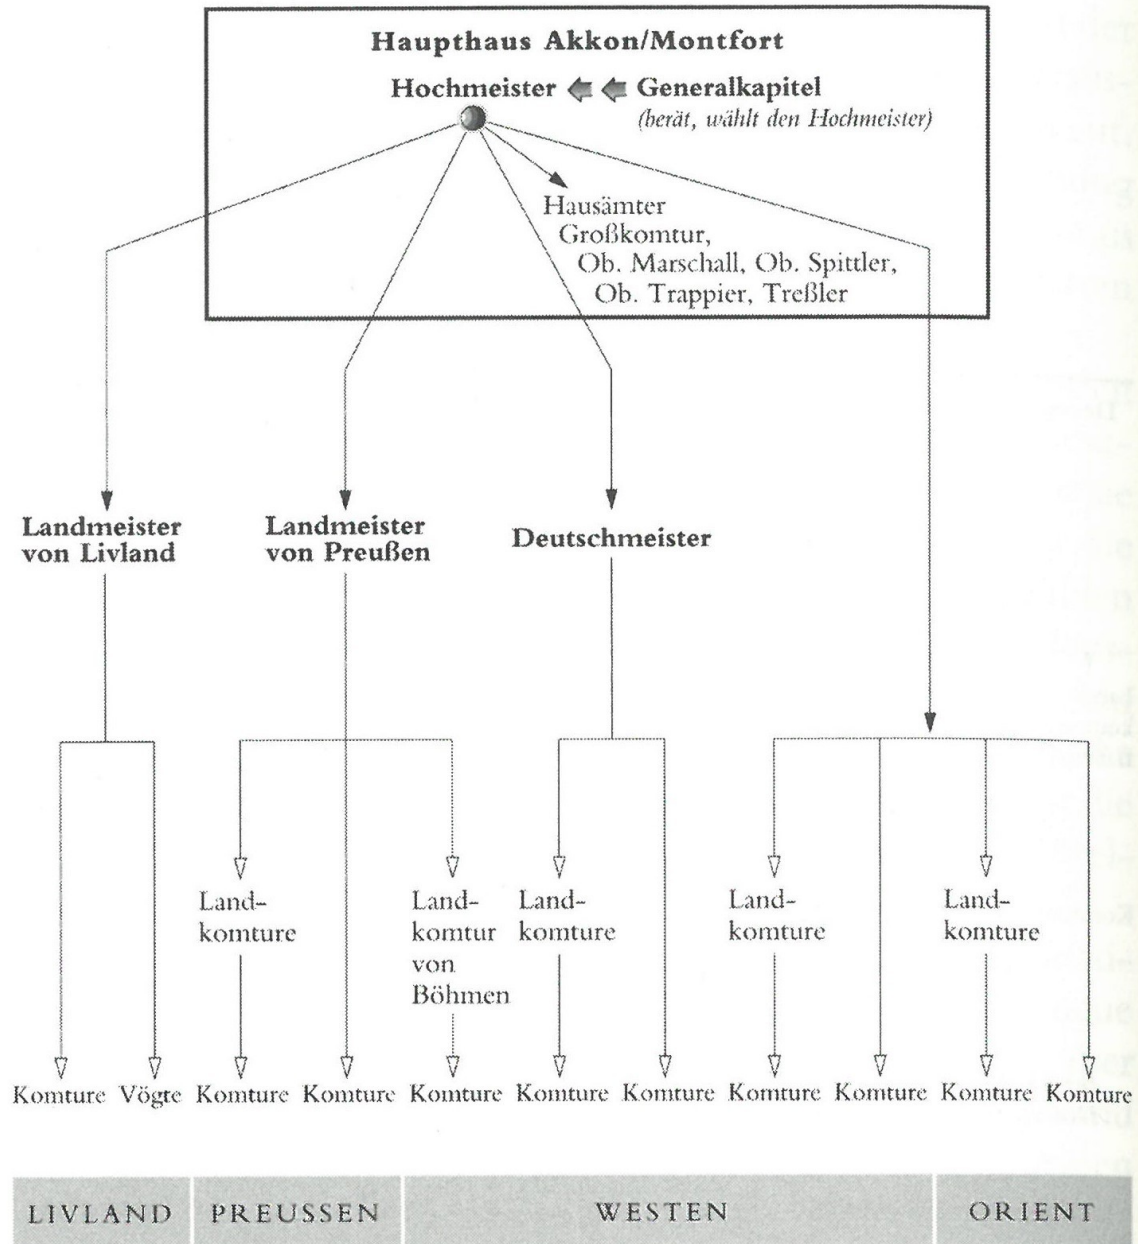 Haupthaus Akkon/Montfort
Hochmeister Generalkapitel
(berät, wählt den Hochmeister)
Hausämter
Großkomtur,
Ob. Marschall, Ob. Spittler,
Ob. Trappier, Treßler
Landmeister
von Livland
Landmeister
von Preußen
Deutschmeister
Land-
komture
Land-
komtur
von
Böhmen
Land-
komture
Land-
komture
Land-
komture
Komture Vögte Komture Komture Komture Komture Komture Komture Komture Komture Komture
LIVLAND PREUSSEN WESTEN ORIENT